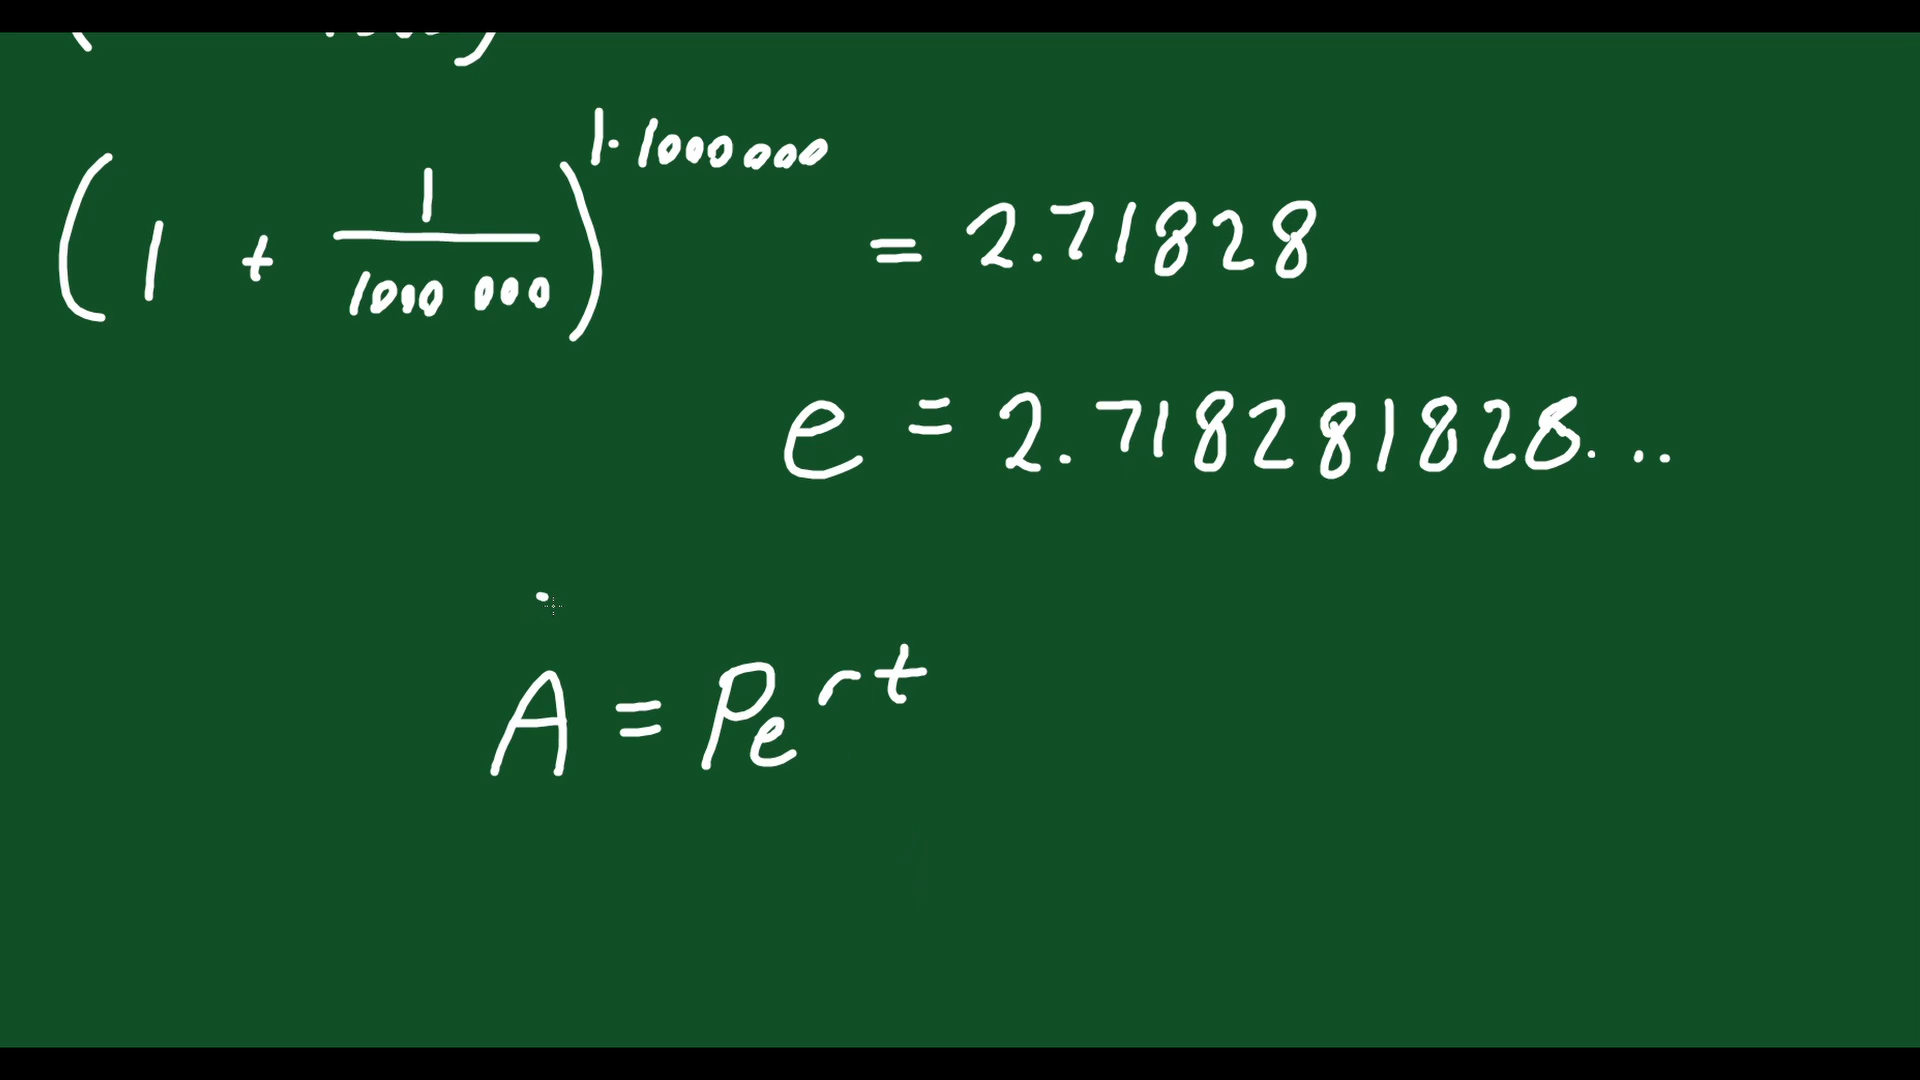 (1 + 1/1000 000)^1·1000 000 = 2.71828
e = 2.718281828...
A = Pe^rt